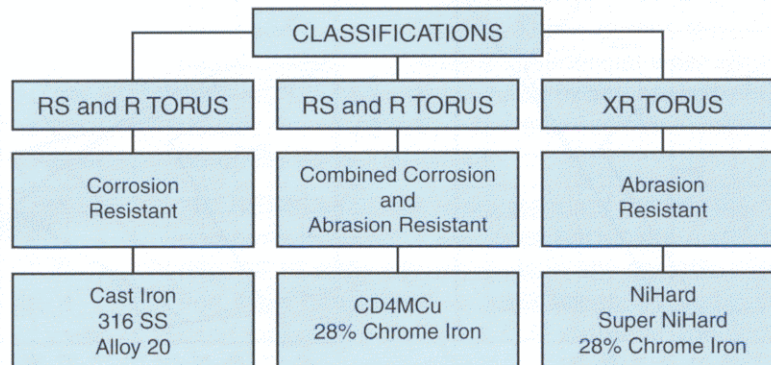 CLASSIFICATIONS
RS and R TORUS
Corrosion
Resistant
Cast Iron
316 SS
Alloy 20
RS and R TORUS
Combined Corrosion
and
Abrasion Resistant
CD4MCu
28% Chrome Iron
XR TORUS
Abrasion
Resistant
NiHard
Super NiHard
28% Chrome Iron